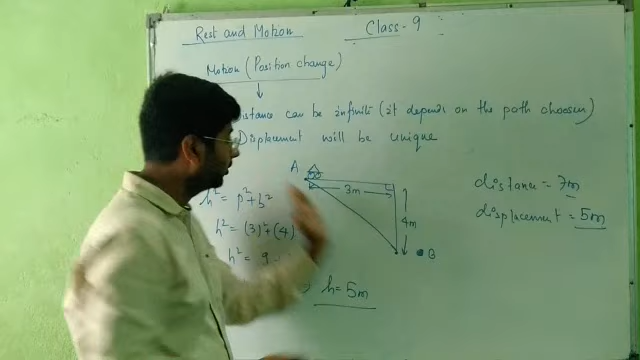 Rest and Motion
Class-9
Motion (Position change)
istance can be infinite (it depends on the path choosen)
Displacement will be unique
A
3m
4m
B
h² = p²+b²
h² = (3)²+(4)
h² = 9
h=5m
distance = 7m
displacement = 5m